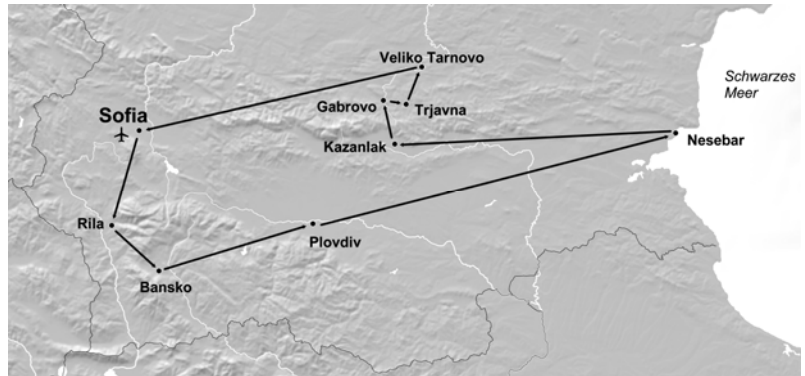 Veliko Tarnovo
Schwarzes
Meer
Gabrovo
Trjavna
Sofia
Kazanlak
Nesebar
Rila
Plovdiv
Bansko